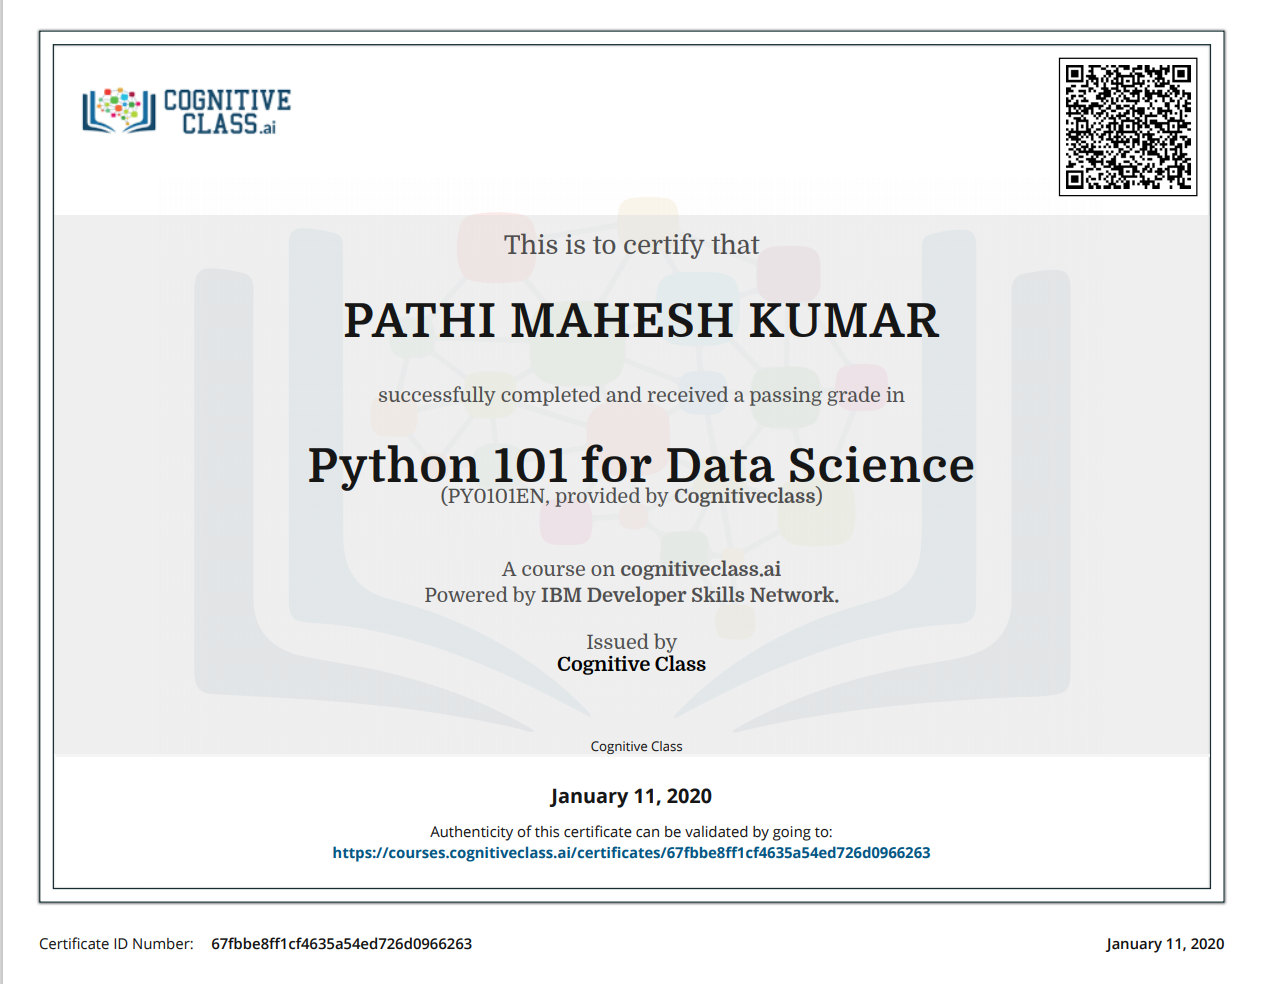 COGNITIVE
CLASS.ai
This is to certify that
PATHI MAHESH KUMAR
successfully completed and received a passing grade in
Python 101 for Data Science
(PY0101EN, provided by Cognitiveclass)
A course on cognitiveclass.ai
Powered by IBM Developer Skills Network.
Issued by
Cognitive Class
Cognitive Class
January 11, 2020
Authenticity of this certificate can be validated by going to:
https://courses.cognitiveclass.ai/certificates/67fbbe8ff1cf4635a54ed726d0966263
Certificate ID Number: 67fbbe8ff1cf4635a54ed726d0966263
January 11, 2020